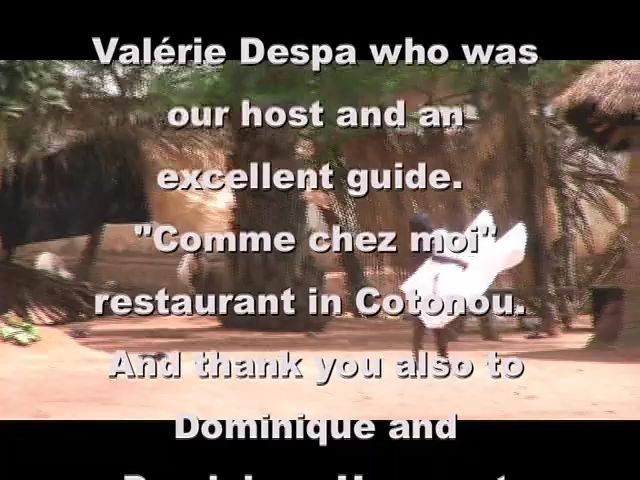 Valérie Despa who was
our host and an
excellent guide.
"Comme chez moi"
restaurant in Cotonou.
And thank you also to
Dominique and